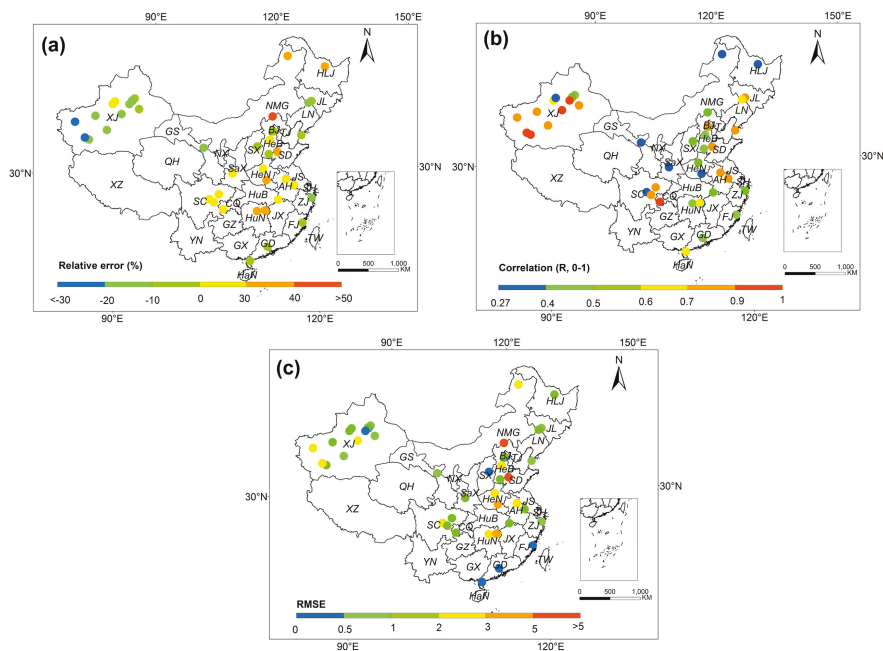 90°E 120°E 150°E
(a)
N
HLJ
NMG
JL
LN
XJ
GS
BJ
TJ
HeB
NX
SX
SD
QH
SaX
30°N
30°N
HeN
JS
XZ
AH
SH
HuB
SC
CQ
ZJ
HuN
JX
GZ
FJ
YN
GX
GD
TW
HaN
Relative error (%)
0 500 1,000
KM
<-30 -20 -10 0 30 40 >50
90°E 120°E
90°E 120°E 150°E
(b)
N
HLJ
NMG
JL
LN
XJ
GS
BJ
TJ
HeB
NX
SX
SD
QH
SaX
30°N
HeN
JS
XZ
AH
SH
HuB
SC
CQ
ZJ
HuN
JX
GZ
FJ
YN
GX
GD
TW
HaN
Correlation (R, 0-1)
0 500 1,000
KM
0.27 0.4 0.5 0.6 0.7 0.9 1
90°E 120°E
90°E 120°E 150°E
(c)
N
HLJ
NMG
JL
LN
XJ
GS
BJ
TJ
HeB
NX
SX
SD
QH
SaX
30°N
30°N
HeN
JS
XZ
AH
SH
HuB
SC
CQ
ZJ
HuN
JX
GZ
FJ
YN
GX
GD
TW
HaN
RMSE
0 500 1,000
KM
0 0.5 1 2 3 5 >5
90°E 120°E